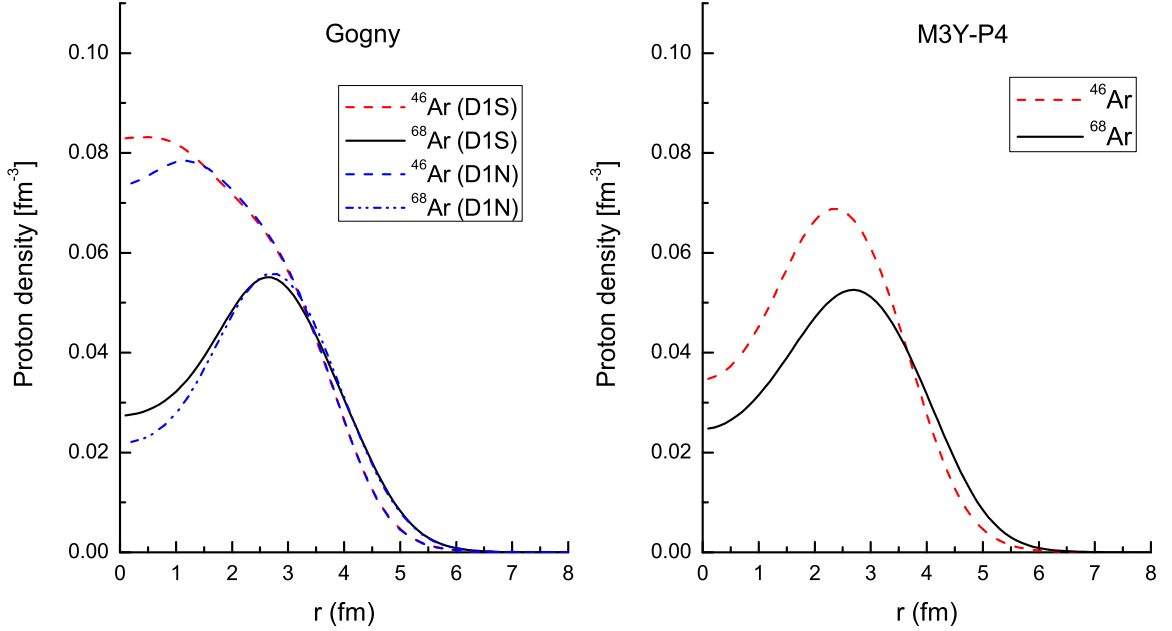 Gogny
⁴⁶Ar (D1S)
⁶⁸Ar (D1S)
⁴⁶Ar (D1N)
⁶⁸Ar (D1N)
0.10
0.08
0.06
0.04
0.02
0.00
Proton density [fm⁻³]
0 1 2 3 4 5 6 7 8
r (fm)
M3Y-P4
⁴⁶Ar
⁶⁸Ar
0.10
0.08
0.06
0.04
0.02
0.00
Proton density [fm⁻³]
0 1 2 3 4 5 6 7 8
r (fm)